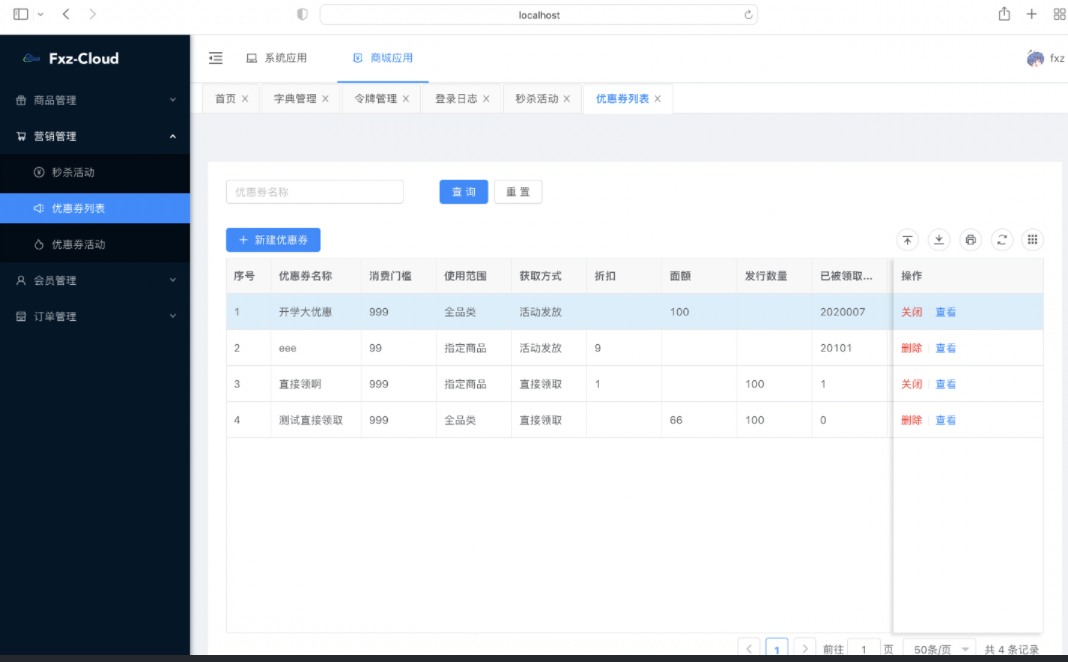 localhost
Fxz-Cloud
系统应用
商城应用
fxz
首页 × 字典管理 × 令牌管理 × 登录日志 × 秒杀活动 × 优惠券列表 ×
商品管理
营销管理
秒杀活动
优惠券列表
优惠券活动
会员管理
订单管理
优惠券名称 查询 重置
+ 新建优惠券
序号 优惠券名称 消费门槛 使用范围 获取方式 折扣 面额 发行数量 已被领取... 操作
1 开学大优惠 999 全品类 活动发放 100 2020007 关闭 查看
2 eee 99 指定商品 活动发放 9 20101 删除 查看
3 直接领啊 999 指定商品 直接领取 1 100 1 关闭 查看
4 测试直接领取 999 全品类 直接领取 66 100 0 删除 查看
1 前往 1 页 50条/页 共 4 条记录